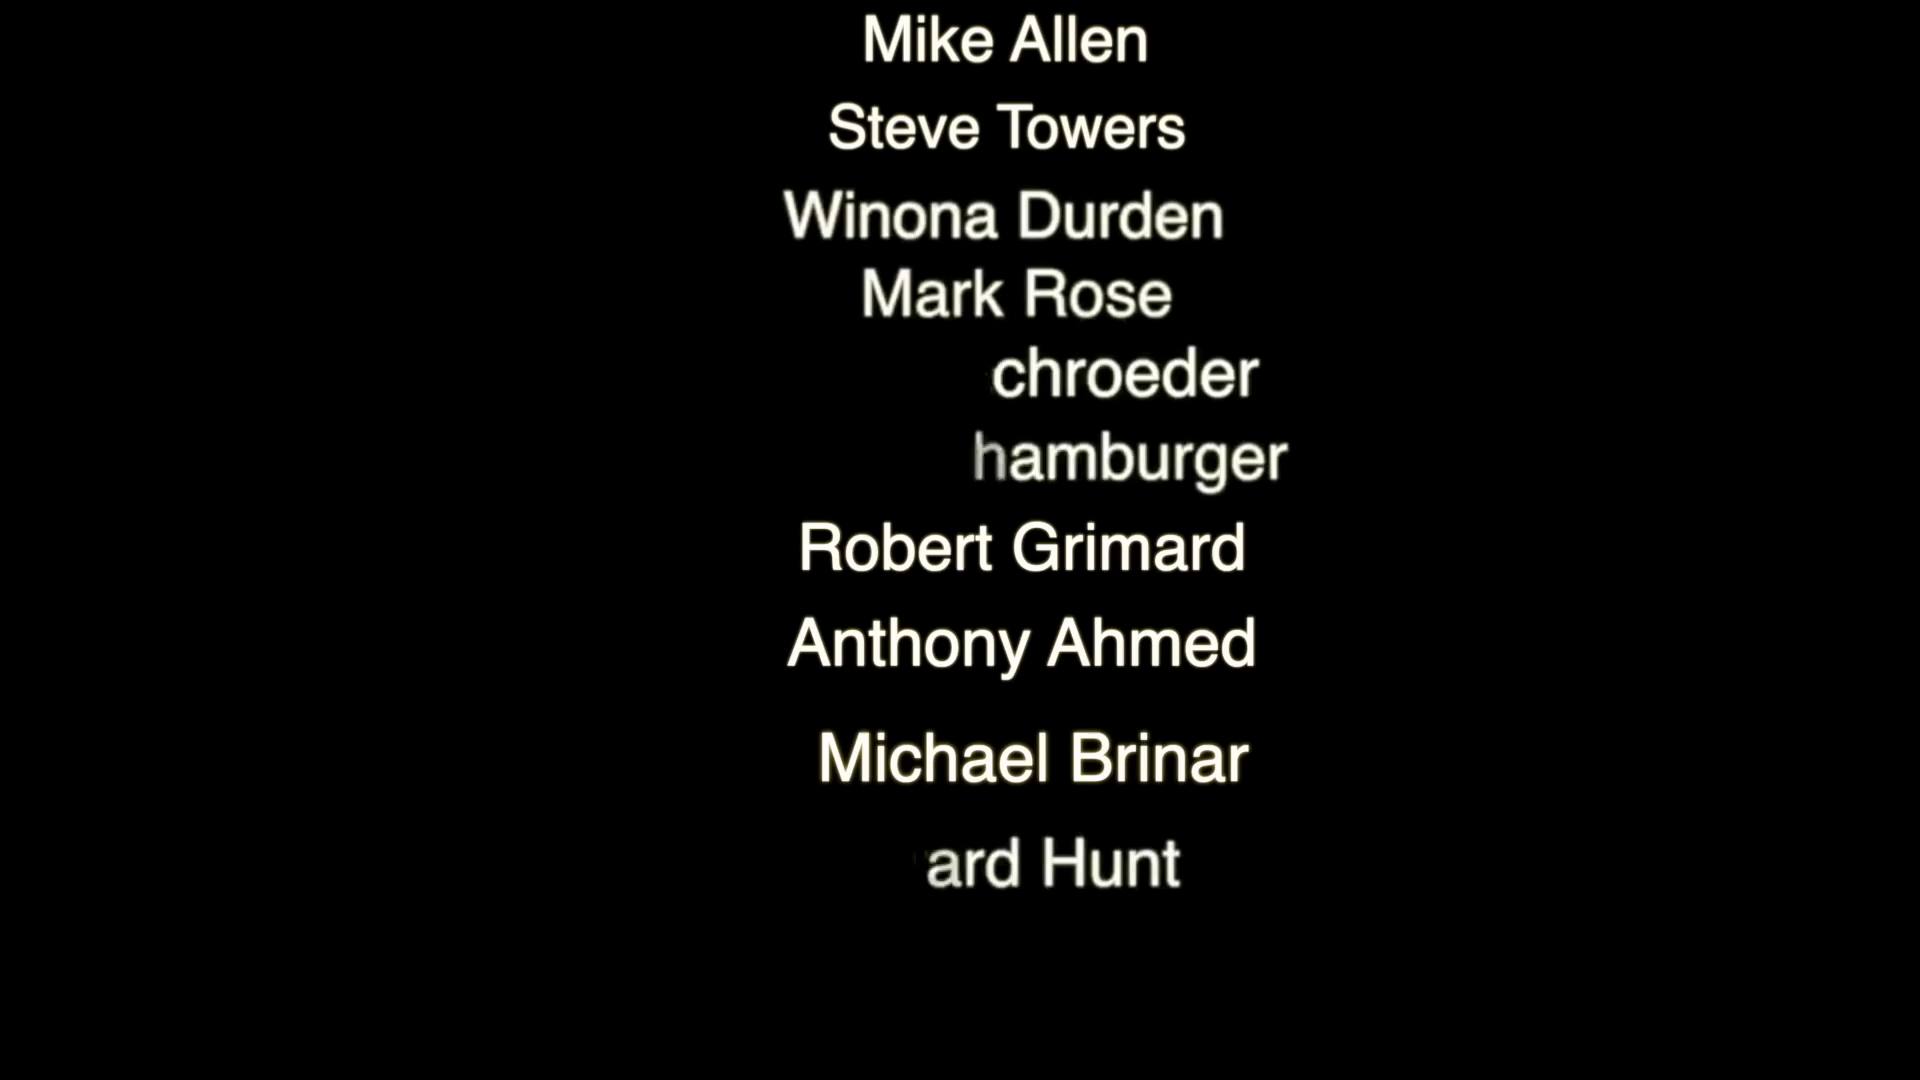 Mike Allen
Steve Towers
Winona Durden
Mark Rose
chroeder
hamburger
Robert Grimard
Anthony Ahmed
Michael Brinar
ard Hunt